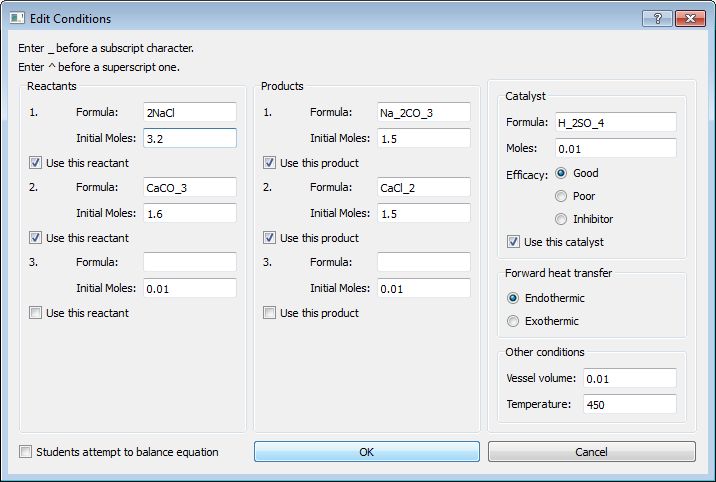 Edit Conditions
Enter _ before a subscript character.
Enter ^ before a superscript one.
Reactants
1. Formula: 2NaCl
Initial Moles: 3.2
Use this reactant
2. Formula: CaCO_3
Initial Moles: 1.6
Use this reactant
3. Formula:
Initial Moles: 0.01
Use this reactant
Products
1. Formula: Na_2CO_3
Initial Moles: 1.5
Use this product
2. Formula: CaCl_2
Initial Moles: 1.5
Use this product
3. Formula:
Initial Moles: 0.01
Use this product
Catalyst
Formula: H_2SO_4
Moles: 0.01
Efficacy: Good
Poor
Inhibitor
Use this catalyst
Forward heat transfer
Endothermic
Exothermic
Other conditions
Vessel volume: 0.01
Temperature: 450
Students attempt to balance equation
OK
Cancel